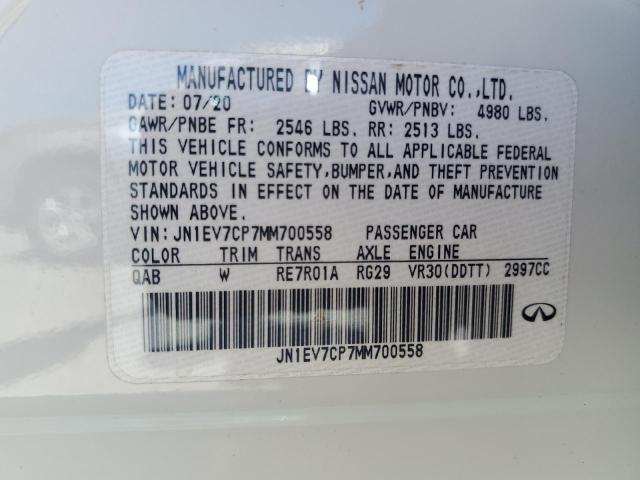 MANUFACTURED BY NISSAN MOTOR CO.,LTD.
DATE: 07/20 GVWR/PNBV: 4980 LBS.
GAWR/PNBE FR: 2546 LBS. RR: 2513 LBS.
THIS VEHICLE CONFORMS TO ALL APPLICABLE FEDERAL
MOTOR VEHICLE SAFETY,BUMPER,AND THEFT PREVENTION
STANDARDS IN EFFECT ON THE DATE OF MANUFACTURE
SHOWN ABOVE.
VIN:JN1EV7CP7MM700558 PASSENGER CAR
COLOR TRIM TRANS AXLE ENGINE
QAB W RE7R01A RG29 VR30(DDTT) 2997CC
JN1EV7CP7MM700558